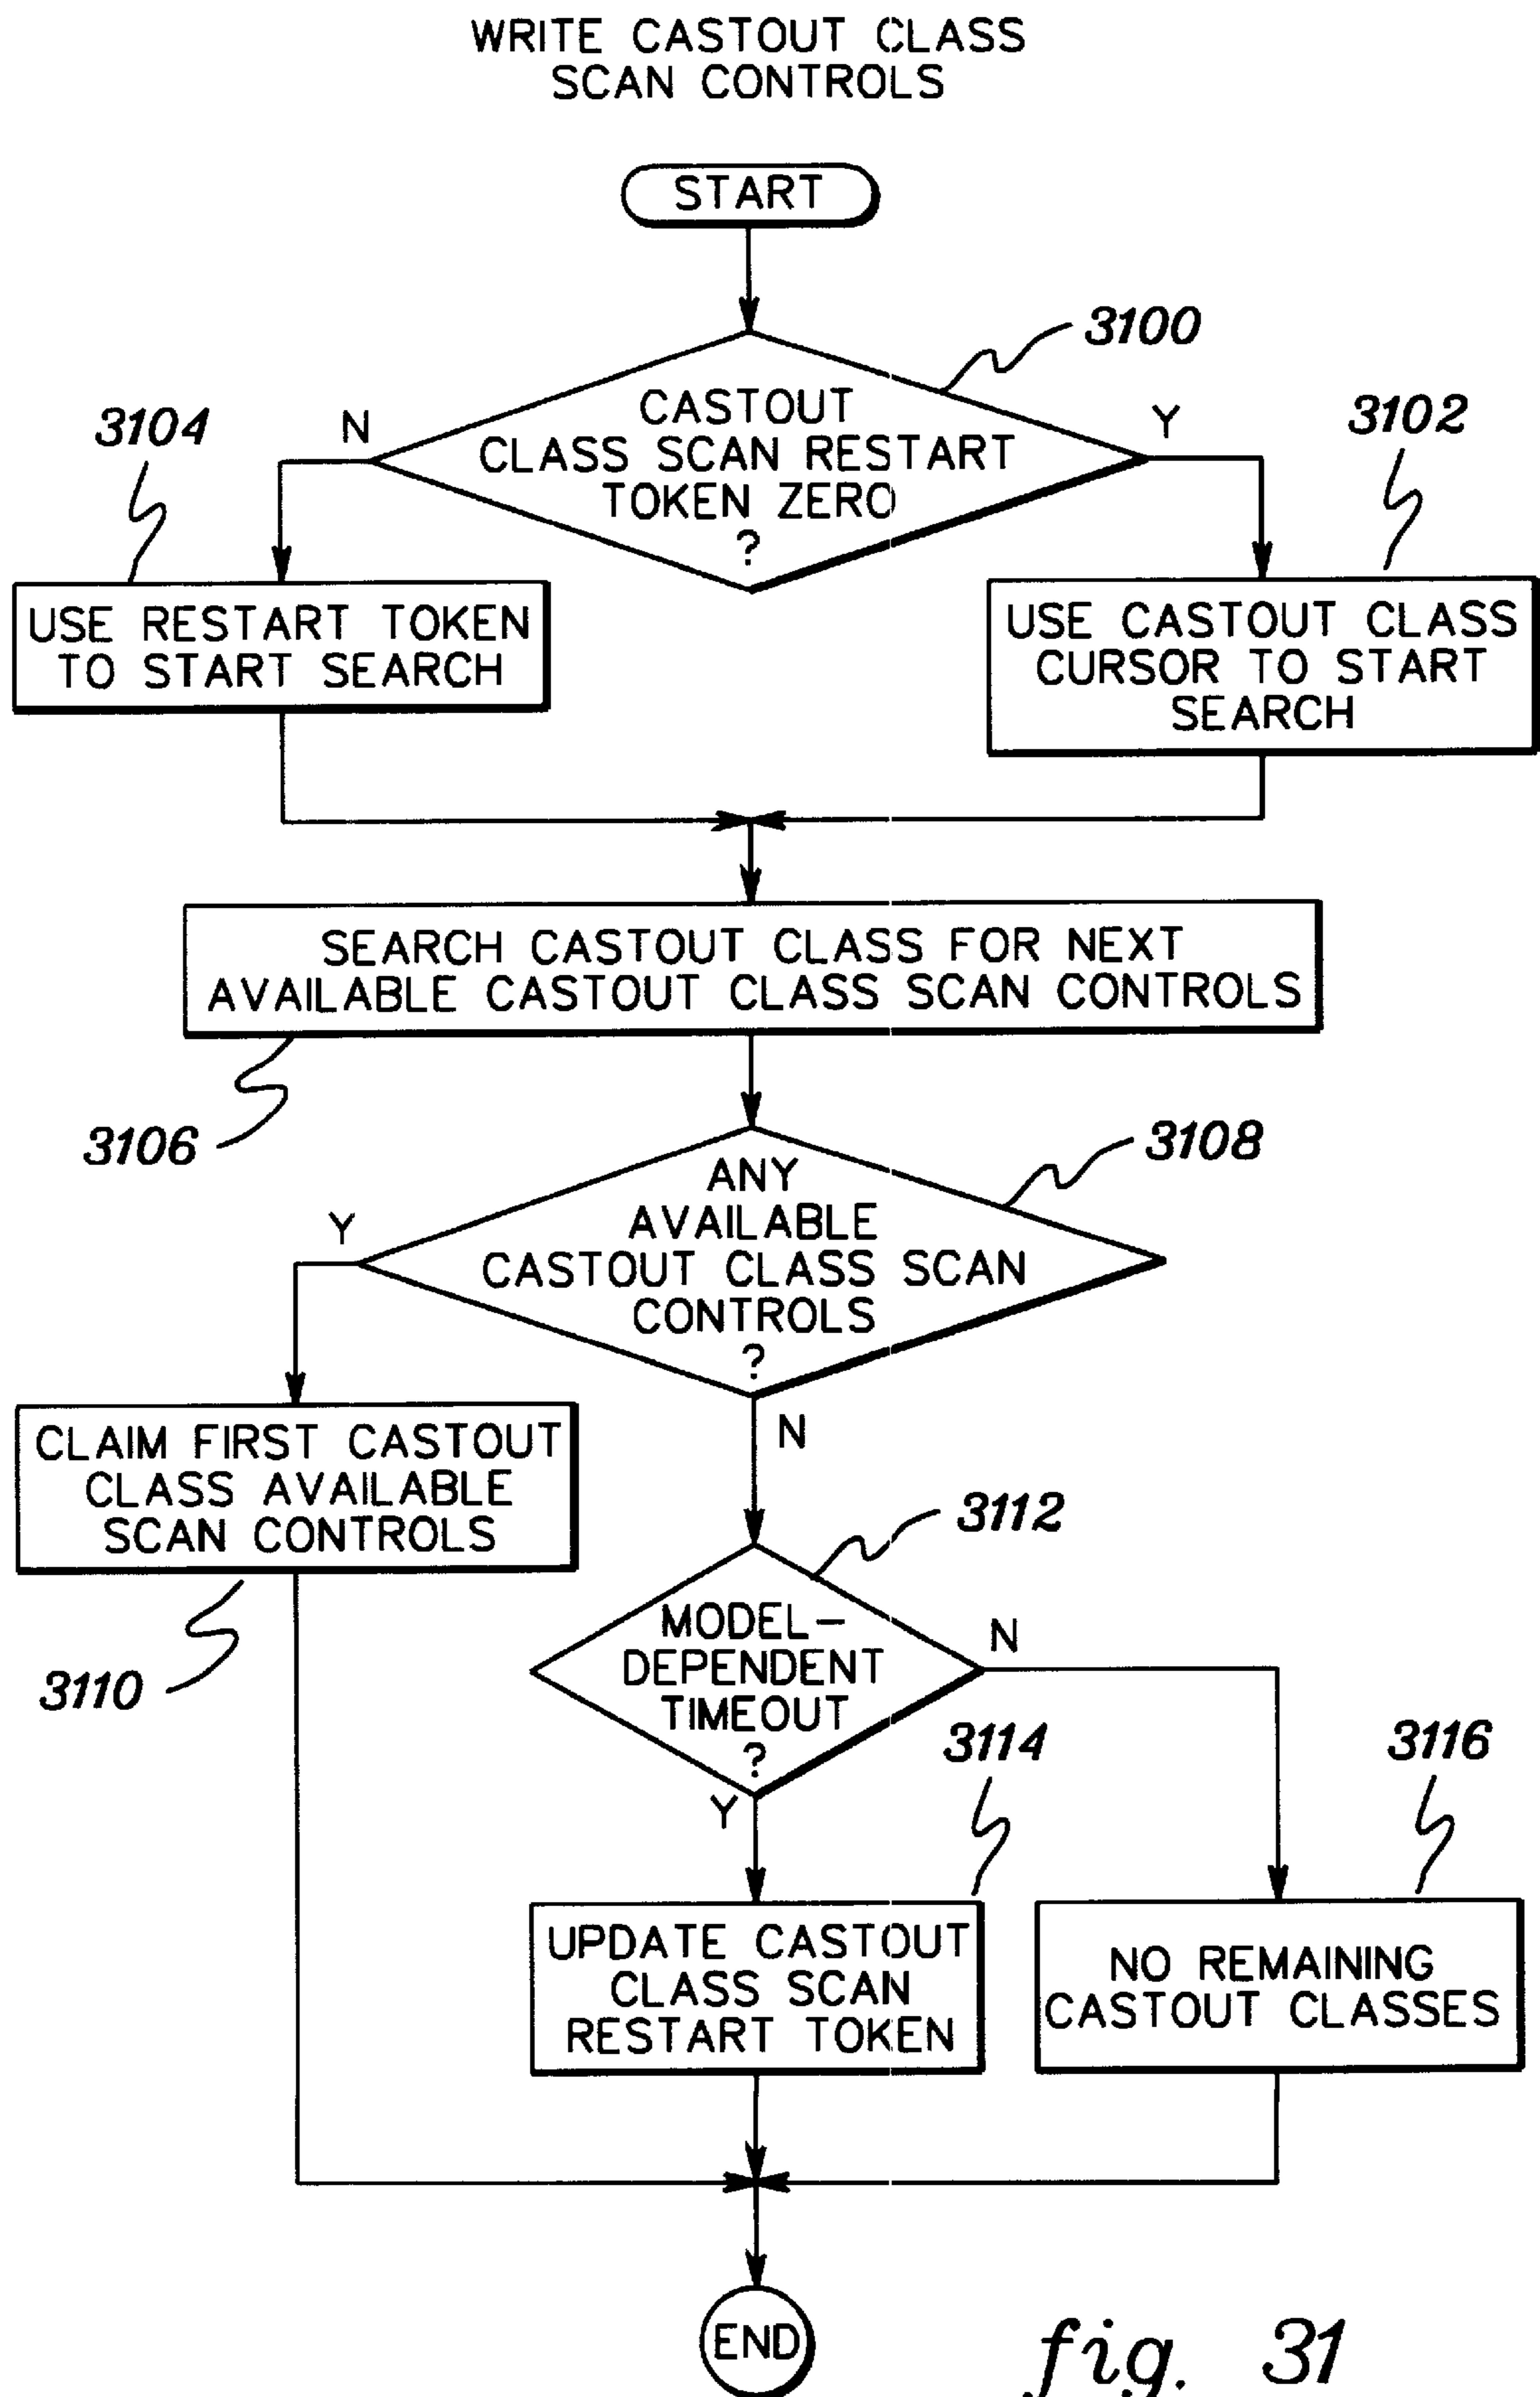 WRITE CASTOUT CLASS
SCAN CONTROLS
START
3100
CASTOUT
CLASS SCAN RESTART
TOKEN ZERO
?
N
Y
3104
3102
USE RESTART TOKEN
TO START SEARCH
USE CASTOUT CLASS
CURSOR TO START
SEARCH
SEARCH CASTOUT CLASS FOR NEXT
AVAILABLE CASTOUT CLASS SCAN CONTROLS
3106
3108
ANY
AVAILABLE
CASTOUT CLASS SCAN
CONTROLS
?
Y
N
CLAIM FIRST CASTOUT
CLASS AVAILABLE
SCAN CONTROLS
3110
3112
MODEL-
DEPENDENT
TIMEOUT
?
N
Y
3114
3116
UPDATE CASTOUT
CLASS SCAN
RESTART TOKEN
NO REMAINING
CASTOUT CLASSES
END
fig. 31